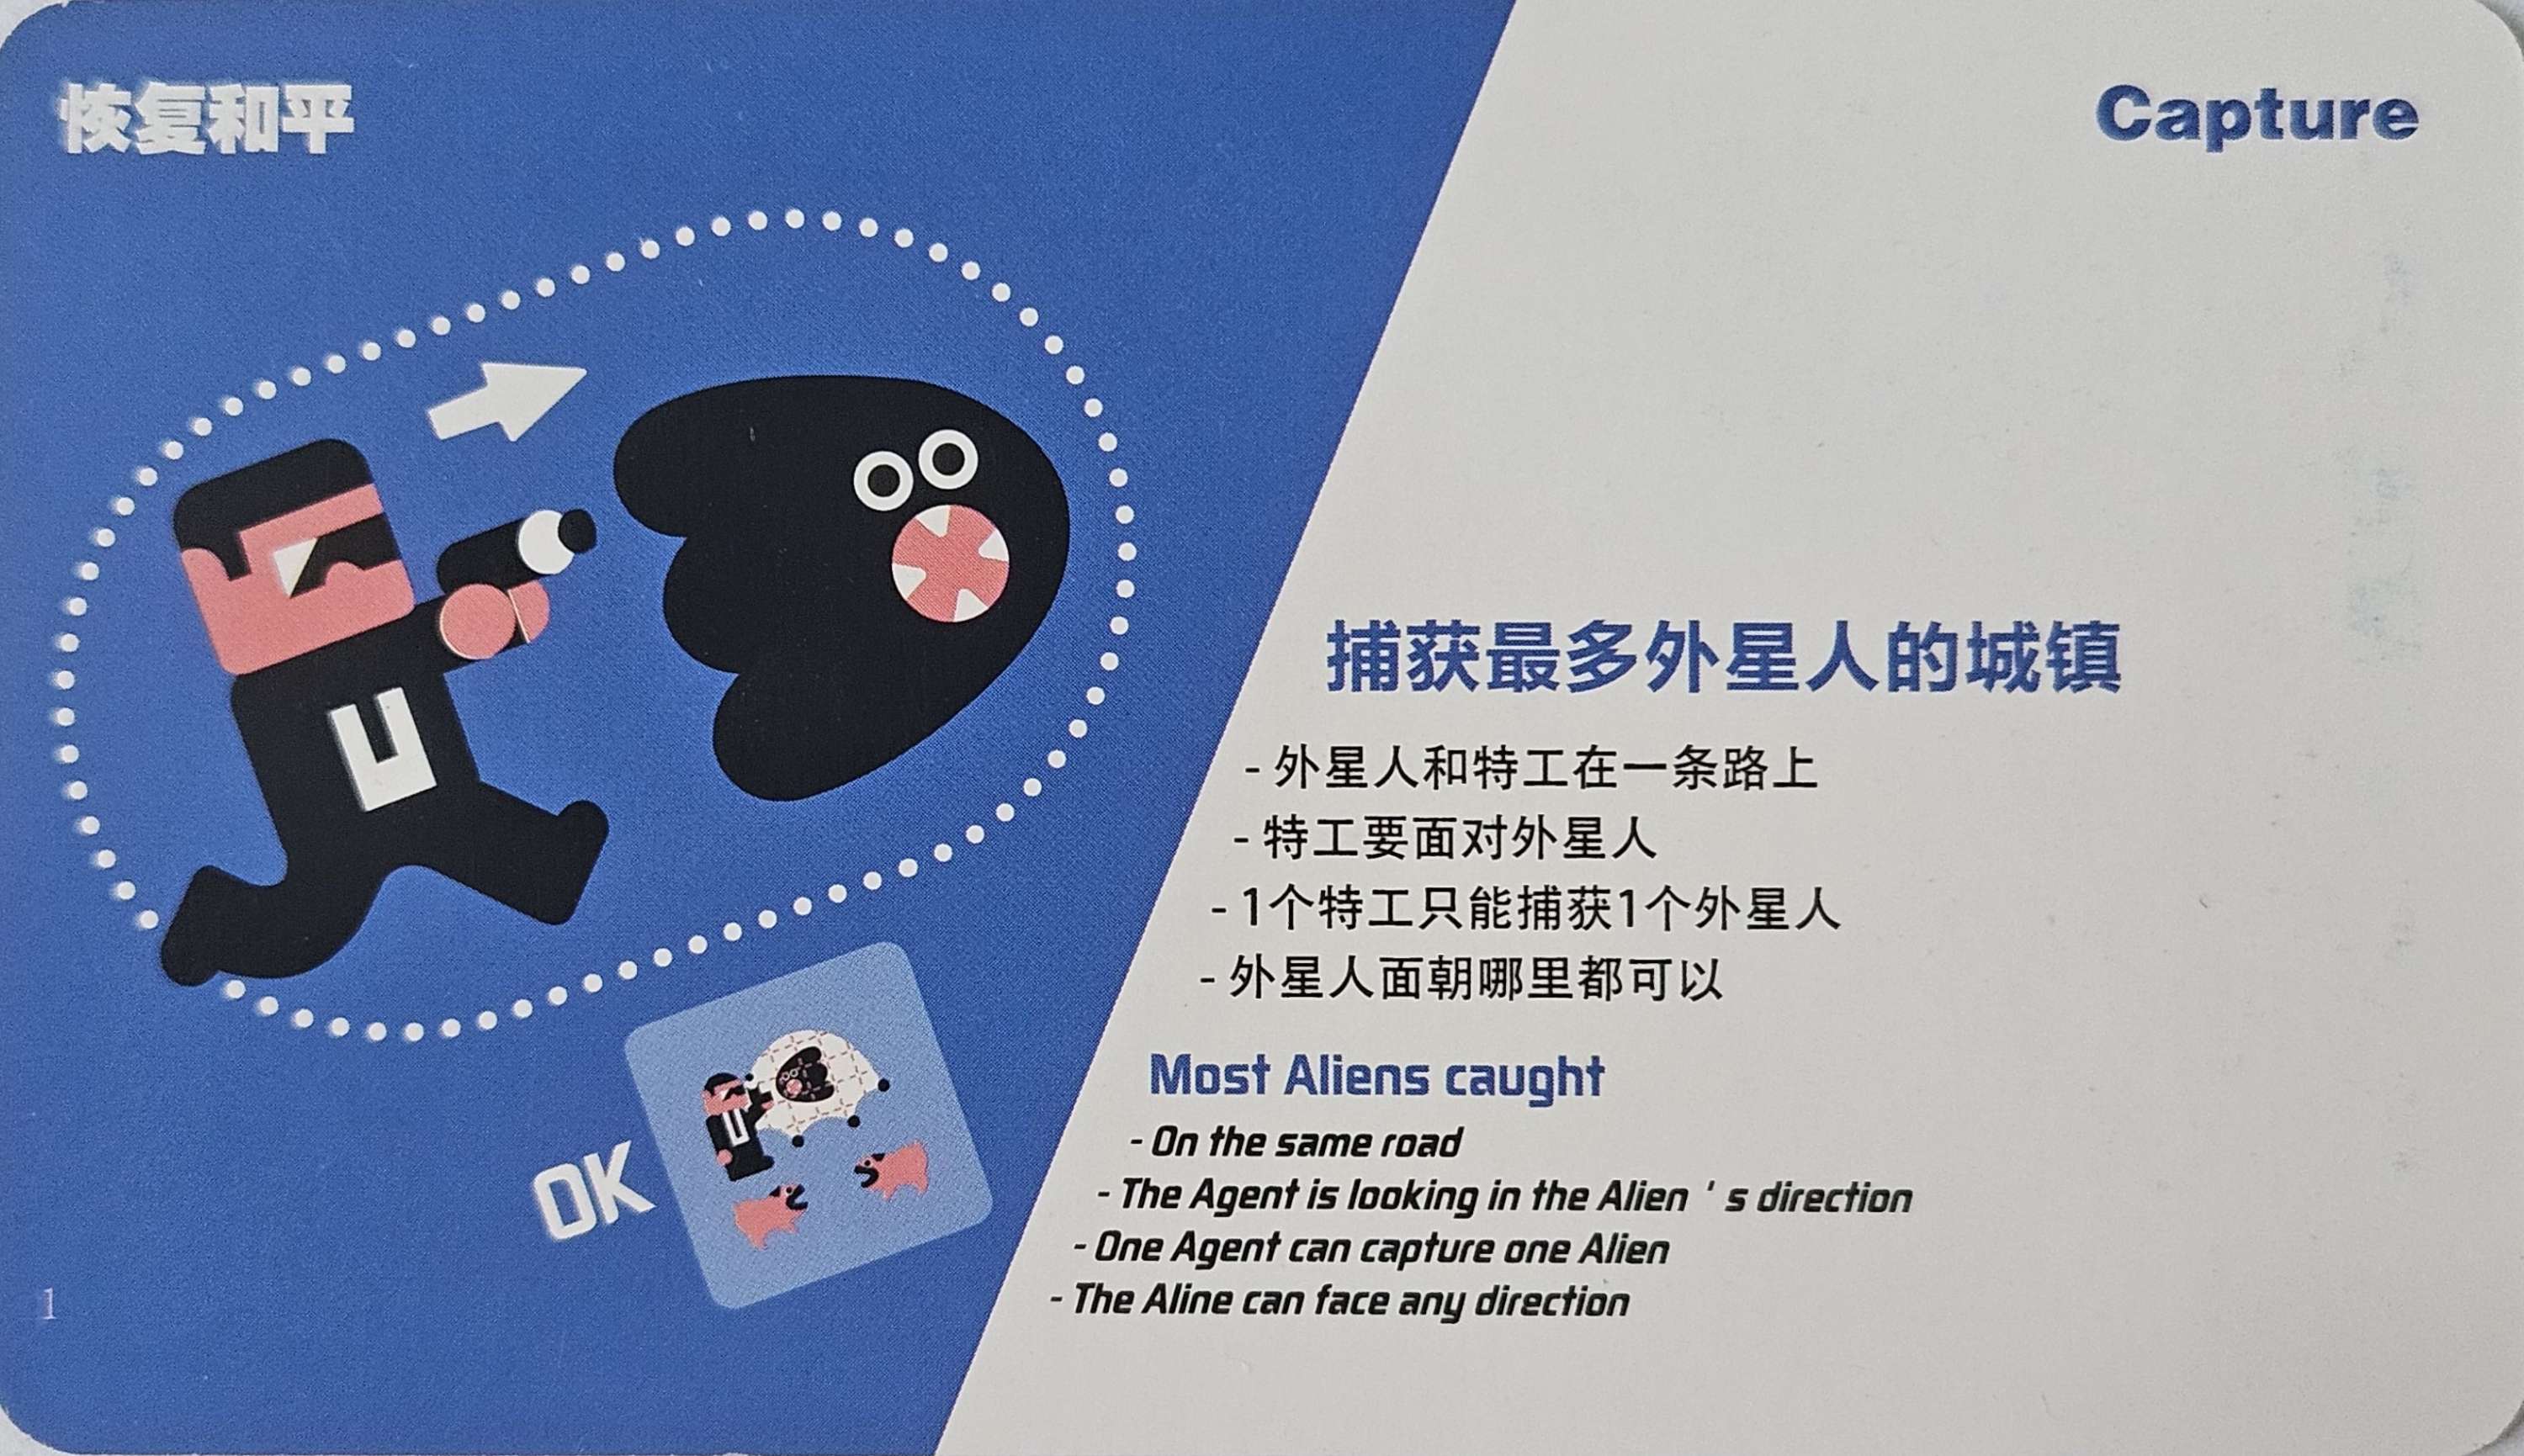 恢复和平
Capture
捕获最多外星人的城镇
- 外星人和特工在一条路上
- 特工要面对外星人
- 1个特工只能捕获1个外星人
- 外星人面朝哪里都可以
Most Aliens caught
- On the same road
- The Agent is looking in the Alien ' s direction
- One Agent can capture one Alien
- The Aline can face any direction
U
OK
1